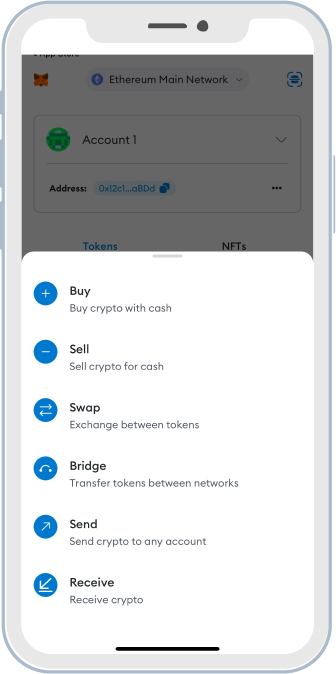 App Store
Ethereum Main Network
Account 1
Address: 0x12c1...aBDd
Tokens NFTs
Buy
Buy crypto with cash
Sell
Sell crypto for cash
Swap
Exchange between tokens
Bridge
Transfer tokens between networks
Send
Send crypto to any account
Receive
Receive crypto